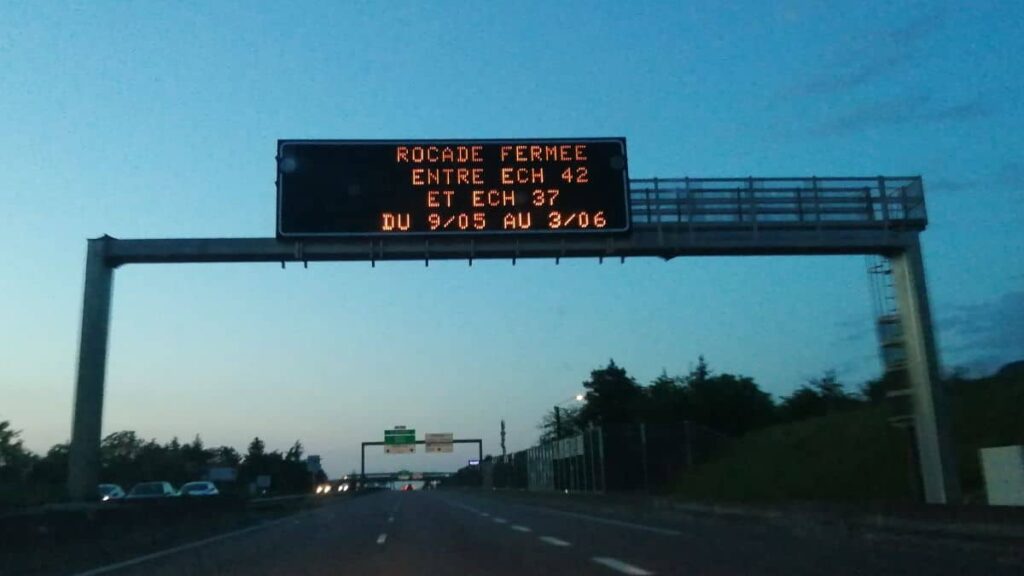 ROCADE FERMEE
ENTRE ECH 42
ET ECH 37
DU 9/05 AU 3/06